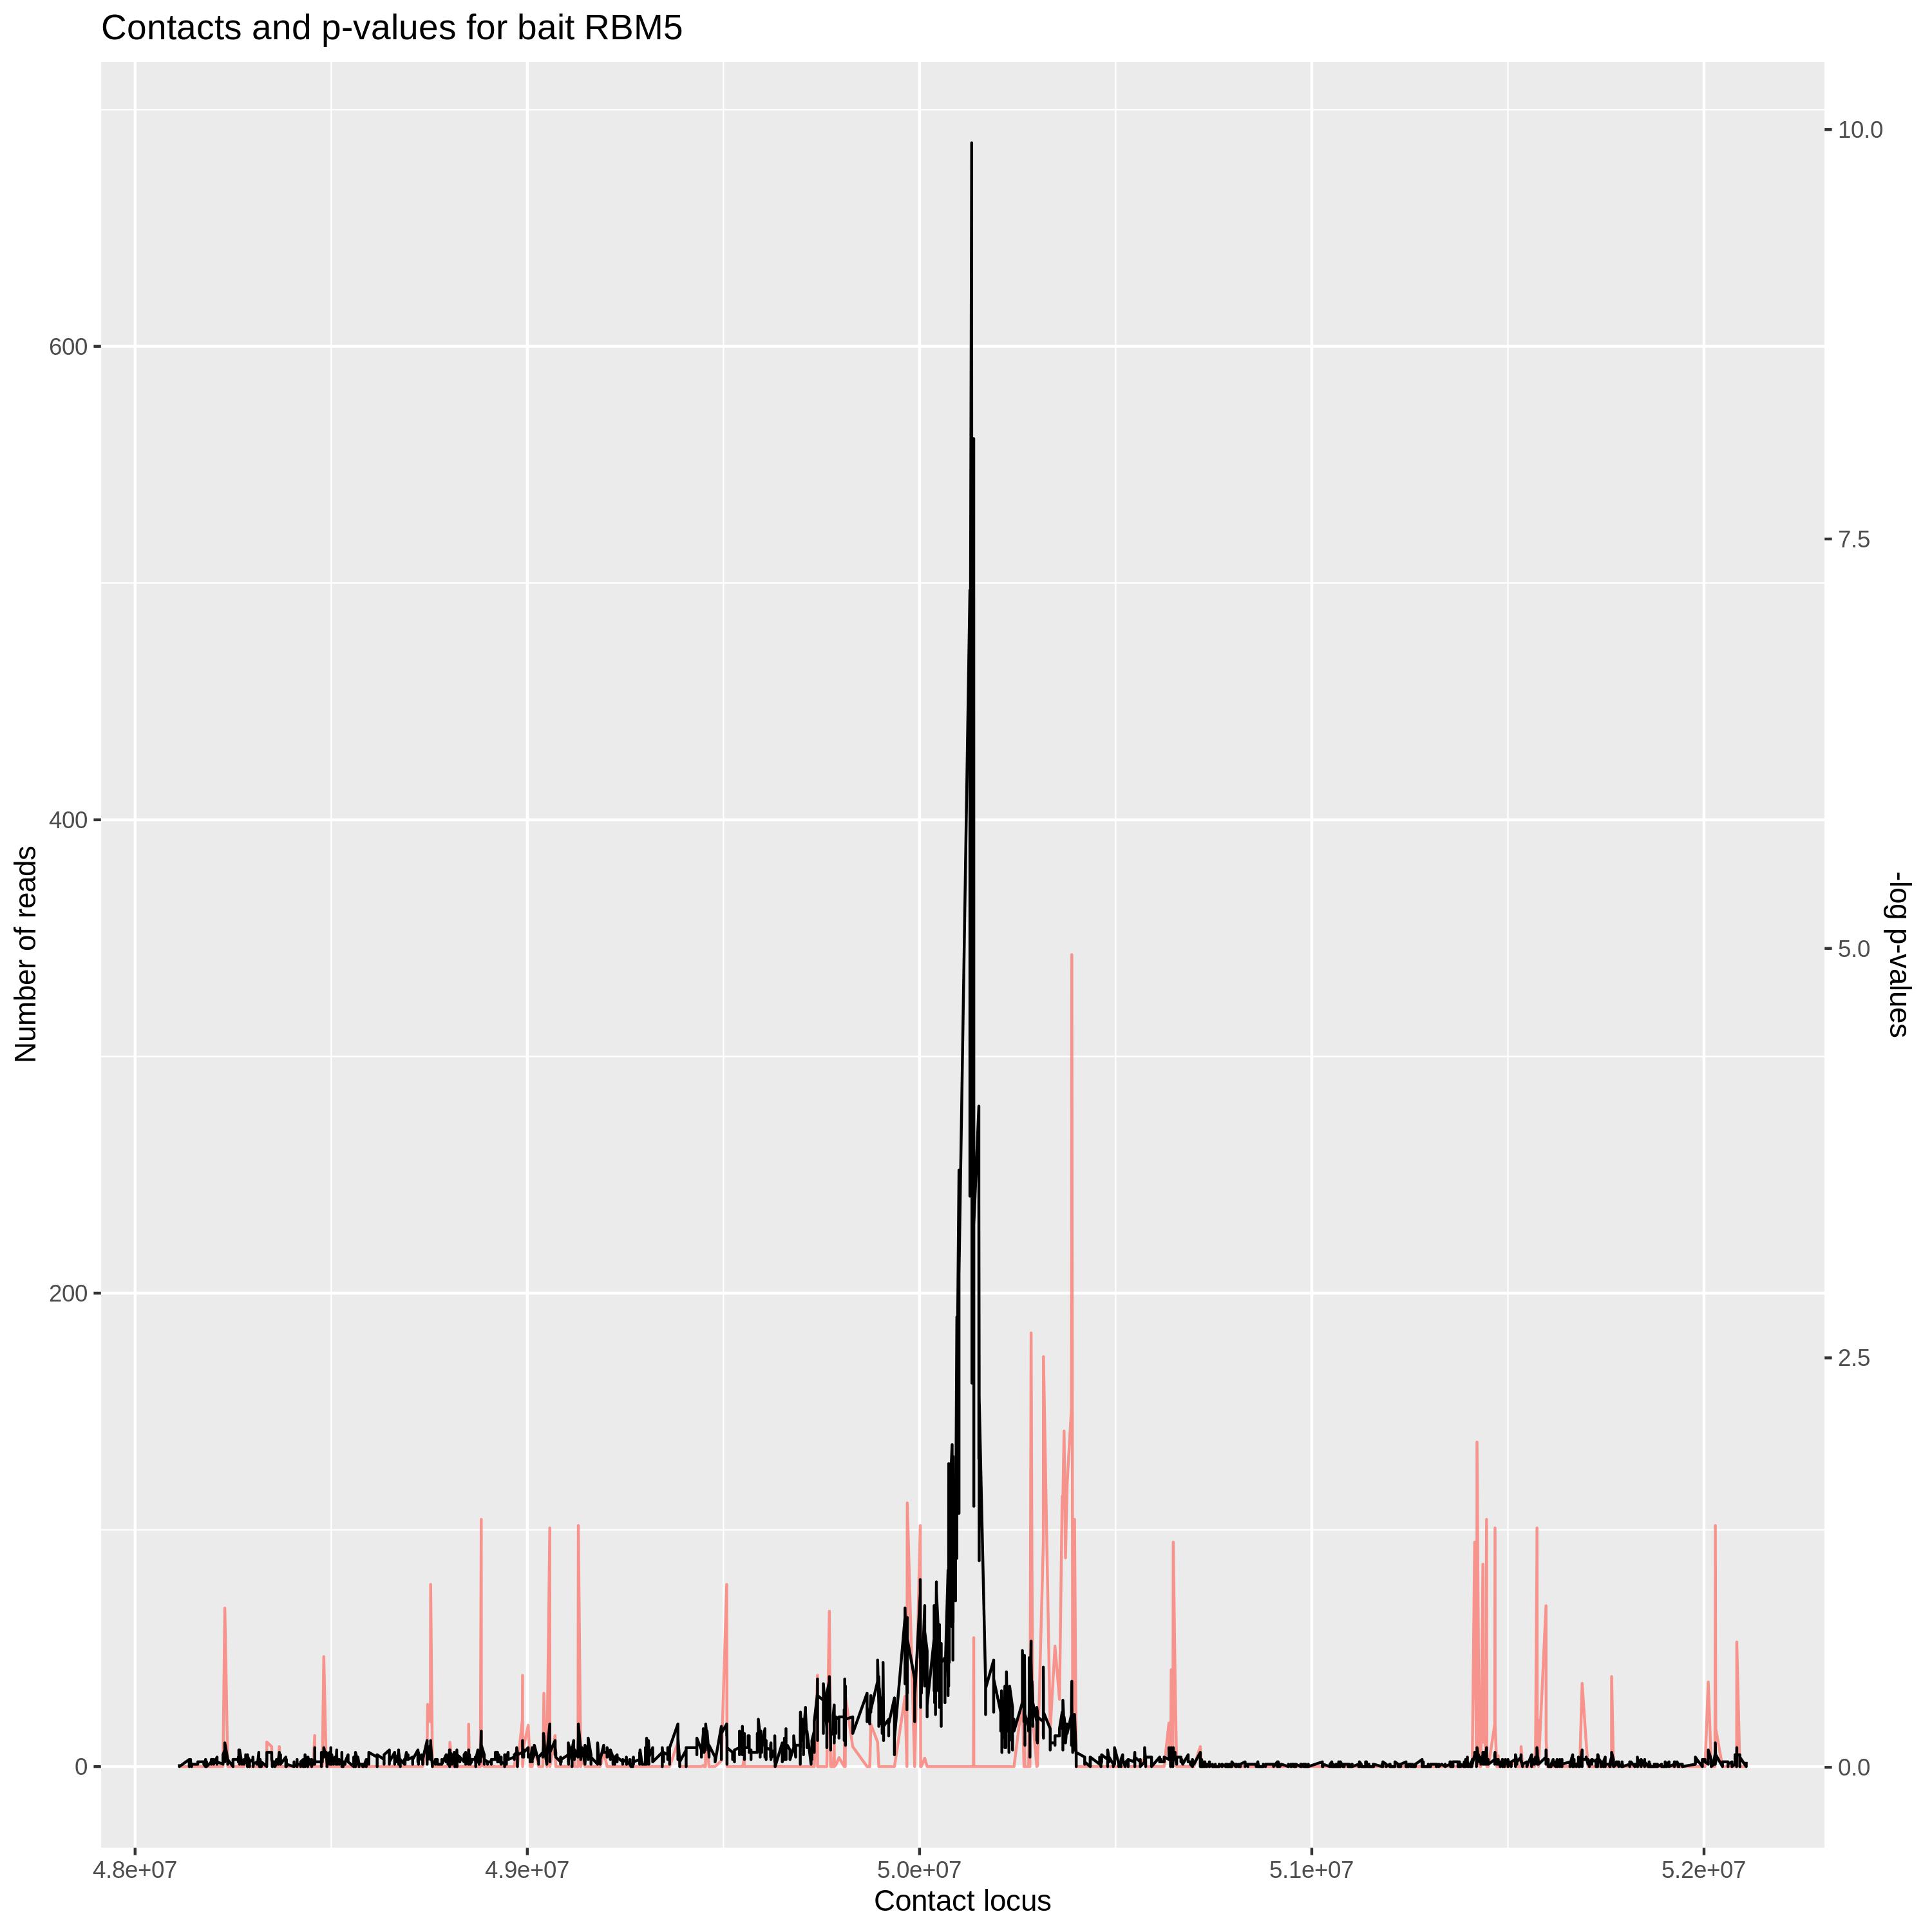 Contacts and p-values for bait RBM5
10.0
7.5
5.0
2.5
0.0
-log p-values
600
400
200
0
Number of reads
4.8e+07
4.9e+07
5.0e+07
5.1e+07
5.2e+07
Contact locus